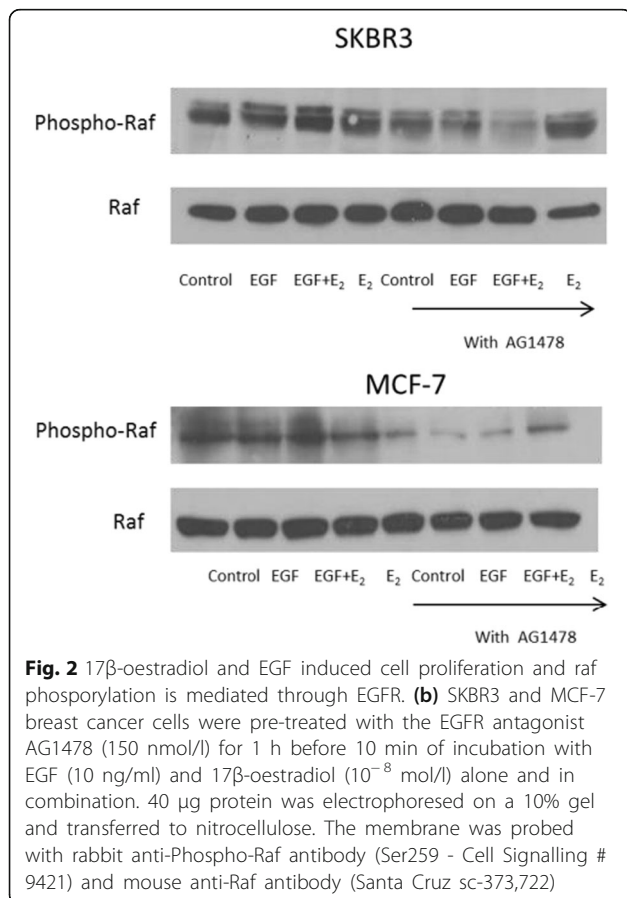 SKBR3
Phospho-Raf
Raf
Control EGF EGF+E₂ E₂ Control EGF EGF+E₂ E₂
With AG1478
MCF-7
Phospho-Raf
Raf
Control EGF EGF+E₂ E₂ Control EGF EGF+E₂ E₂
With AG1478
Fig. 2 17β-oestradiol and EGF induced cell proliferation and raf
phosporylation is mediated through EGFR. (b) SKBR3 and MCF-7
breast cancer cells were pre-treated with the EGFR antagonist
AG1478 (150 nmol/l) for 1 h before 10 min of incubation with
EGF (10 ng/ml) and 17β-oestradiol (10⁻⁸ mol/l) alone and in
combination. 40 μg protein was electrophoresed on a 10% gel
and transferred to nitrocellulose. The membrane was probed
with rabbit anti-Phospho-Raf antibody (Ser259 - Cell Signalling #
9421) and mouse anti-Raf antibody (Santa Cruz sc-373,722)